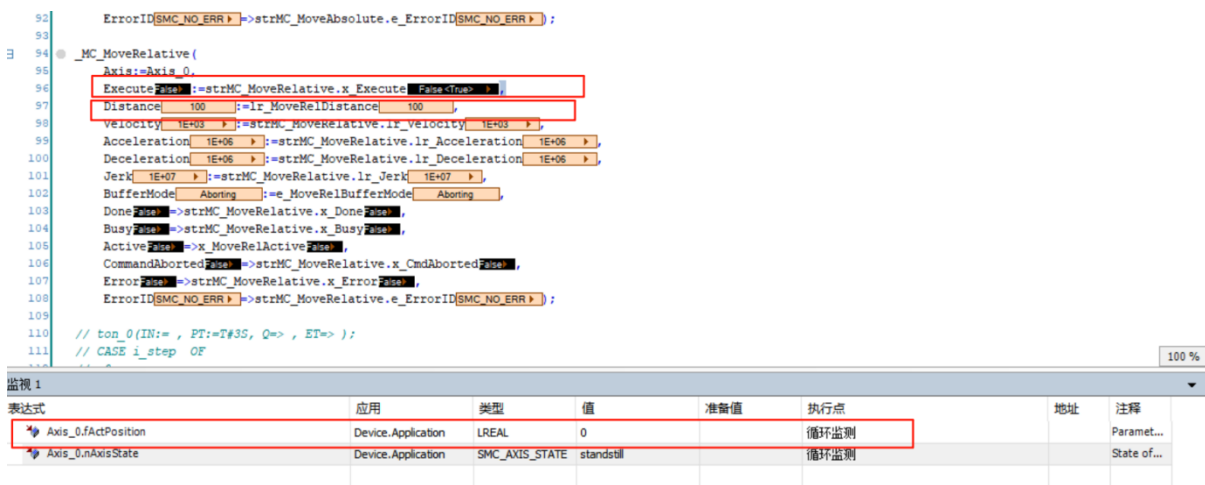 92 ErrorID SMC_NO_ERR =>strMC_MoveAbsolute.e_ErrorID SMC_NO_ERR );
93
94 _MC_MoveRelative(
95 Axis:=Axis_0,
96 Execute False :=strMC_MoveRelative.x_Execute False<True> ,
97 Distance 100 :=lr_MoveRelDistance 100 ,
98 Velocity 1E+03 :=strMC_MoveRelative.lr_Velocity 1E+03 ,
99 Acceleration 1E+06 :=strMC_MoveRelative.lr_Acceleration 1E+06 ,
100 Deceleration 1E+06 :=strMC_MoveRelative.lr_Deceleration 1E+06 ,
101 Jerk 1E+07 :=strMC_MoveRelative.lr_Jerk 1E+07 ,
102 BufferMode Aborting :=e_MoveRelBufferMode Aborting ,
103 Done False =>strMC_MoveRelative.x_Done False ,
104 Busy False =>strMC_MoveRelative.x_Busy False ,
105 Active False =>x_MoveRelActive False ,
106 CommandAborted False =>strMC_MoveRelative.x_CmdAborted False ,
107 Error False =>strMC_MoveRelative.x_Error False ,
108 ErrorID SMC_NO_ERR =>strMC_MoveRelative.e_ErrorID SMC_NO_ERR );
109
110 // ton_0(IN:= , PT:=T#3S, Q=> , ET=> );
111 // CASE i_step OF
100 %
监视 1
表达式 应用 类型 值 准备值 执行点 地址 注释
Axis_0.fActPosition Device.Application LREAL 0 循环监测 Paramet...
Axis_0.nAxisState Device.Application SMC_AXIS_STATE standstill 循环监测 State of...